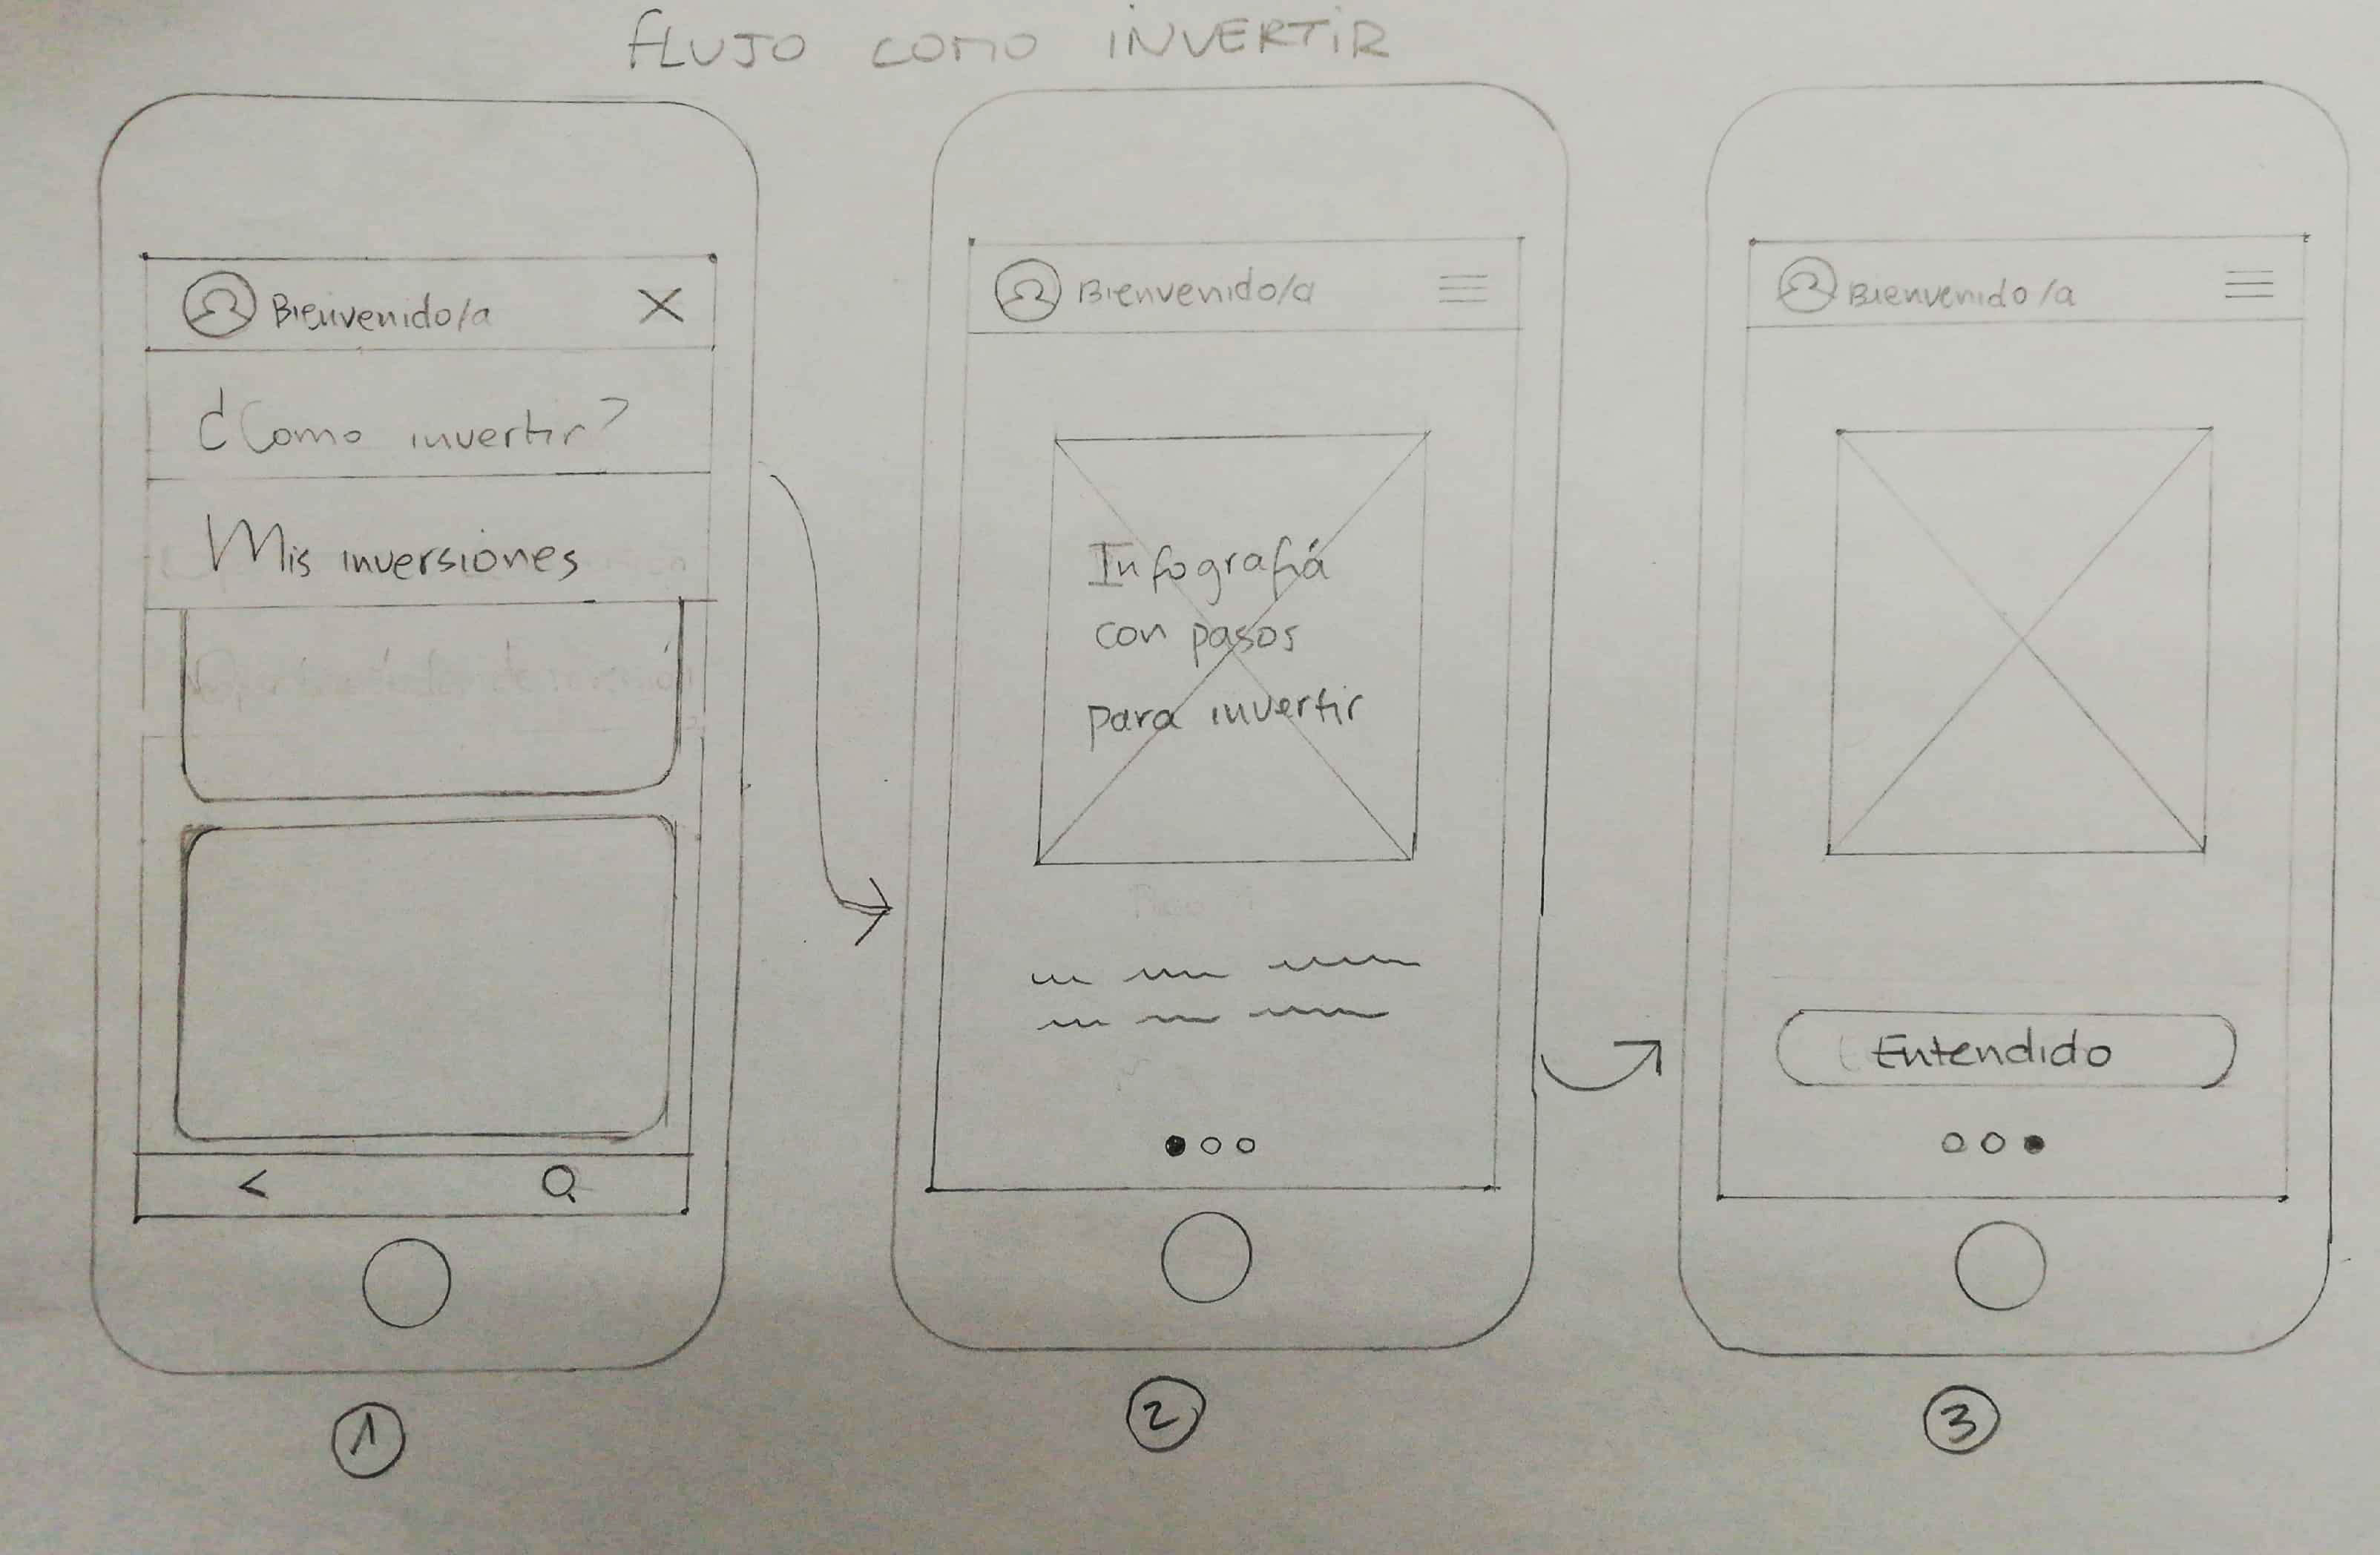 FLUJO COMO INVERTIR
Bienvenido/a
¿Como invertir?
Mis inversiones
1
Bienvenido/a
Infografiá
con pasos
para invertir
2
Bienvenido/a
Entendido
3